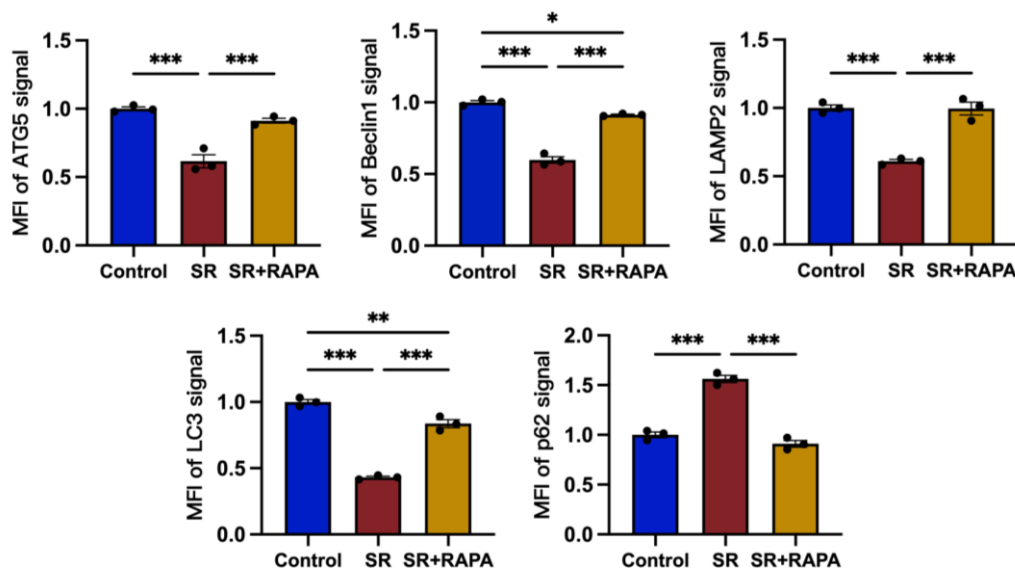 MFI of ATG5 signal
1.5
1.0
0.5
0.0
*** ***
Control SR SR+RAPA
MFI of Beclin1 signal
1.5
1.0
0.5
0.0
*
*** ***
Control SR SR+RAPA
MFI of LAMP2 signal
1.5
1.0
0.5
0.0
*** ***
Control SR SR+RAPA
MFI of LC3 signal
1.5
1.0
0.5
0.0
**
*** ***
Control SR SR+RAPA
MFI of p62 signal
2.0
1.5
1.0
0.5
0.0
*** ***
Control SR SR+RAPA